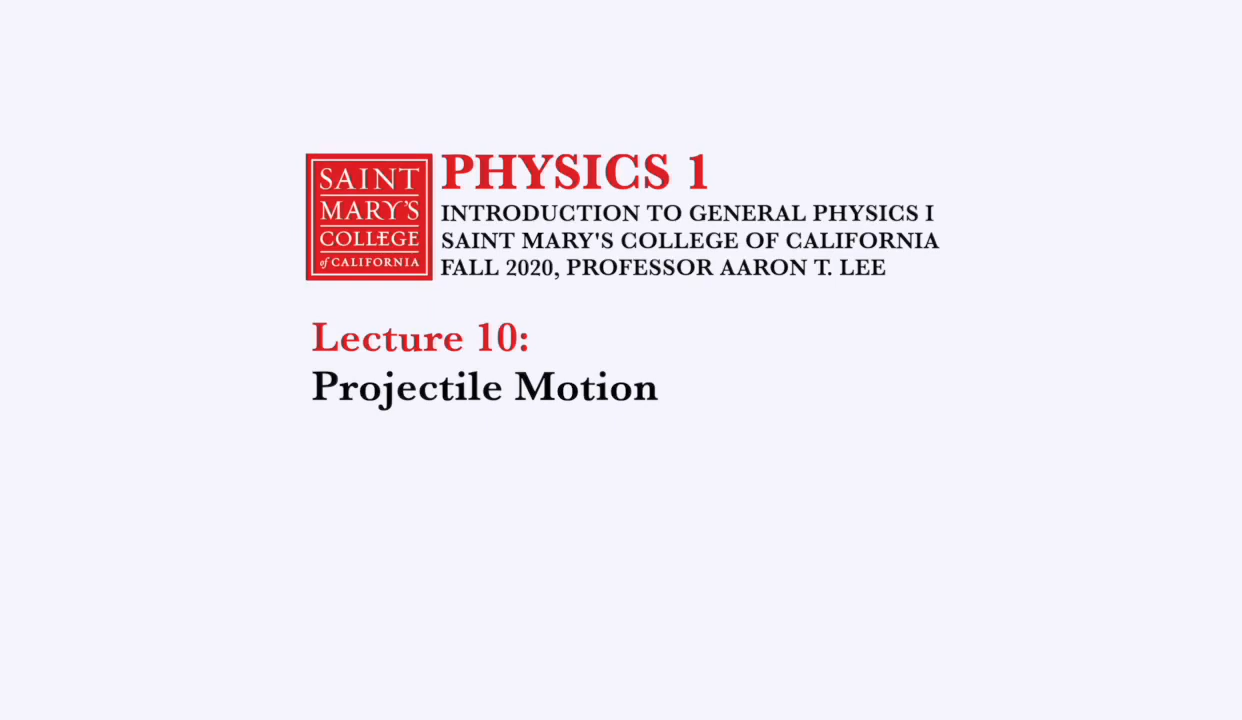 SAINT
MARY'S
COLLEGE
of CALIFORNIA
PHYSICS 1
INTRODUCTION TO GENERAL PHYSICS I
SAINT MARY'S COLLEGE OF CALIFORNIA
FALL 2020, PROFESSOR AARON T. LEE
Lecture 10:
Projectile Motion